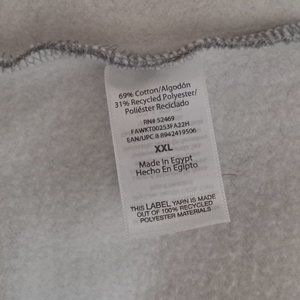 69% Cotton/Algodón
31% Recycled Polyester/
Poliéster Reciclado
RN# 52469
FAWKT00253FA22H
EAN/UPC 8 8942419506
XXL
Made In Egypt
Hecho En Egipto
THIS LABEL YARN IS MADE
OUT OF 100% RECYCLED
POLYESTER MATERIALS